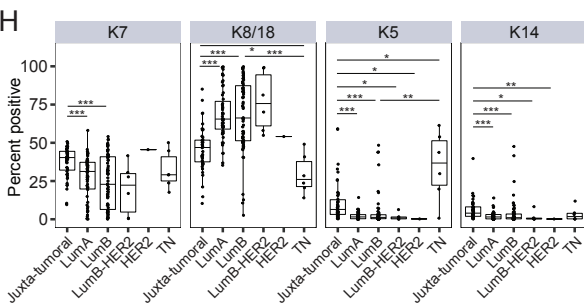 H
K7 K8/18 K5 K14
Percent positive
100
75
50
25
0
*** ***
*** *** * ***
*** *** * * * **
*** *** * **
Juxta-tumoral LumA LumB LumB-HER2 HER2 TN
Juxta-tumoral LumA LumB LumB-HER2 HER2 TN
Juxta-tumoral LumA LumB LumB-HER2 HER2 TN
Juxta-tumoral LumA LumB LumB-HER2 HER2 TN